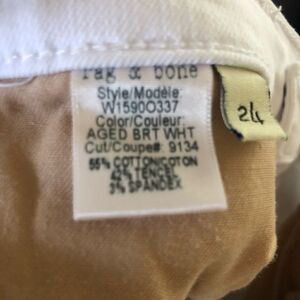 rag & bone
Style/Modèle:
W1590O337
Color/Couleur:
AGED BRT WHT
Cut/Coupe#: 9134
55% COTTON/COTON
42% TENCEL
3% SPANDEX
24